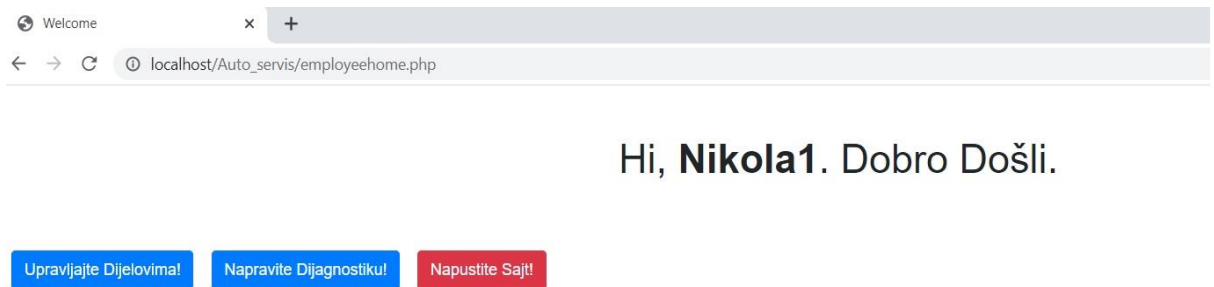 Welcome
localhost/Auto_servis/employeehome.php
Hi, Nikola1. Dobro Došli.
Upravljajte Dijelovima! Napravite Dijagnostiku! Napustite Sajt!